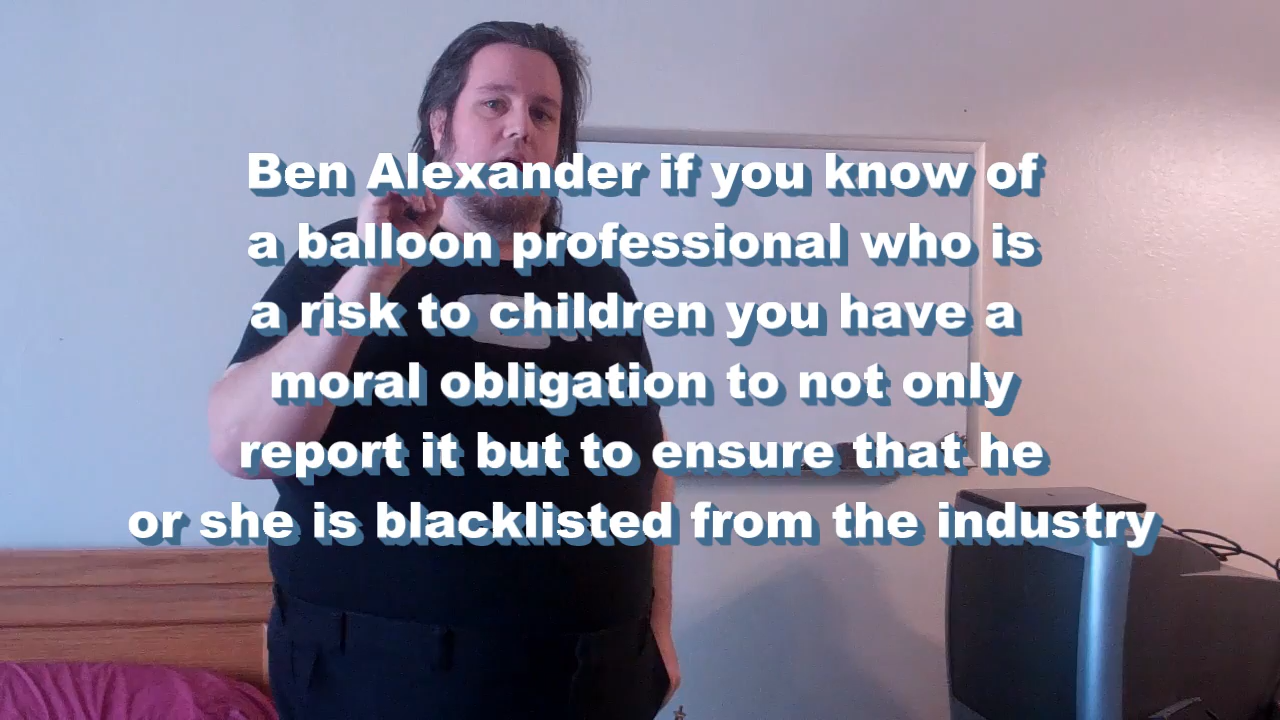 Ben Alexander if you know of
a balloon professional who is
a risk to children you have a
moral obligation to not only
report it but to ensure that he
or she is blacklisted from the industry